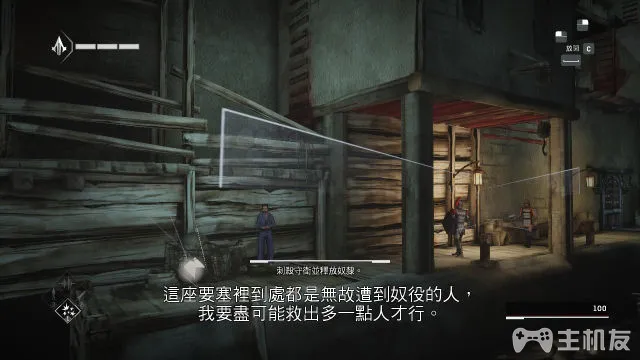 放開 C
刺殺守衛並釋放奴隸。
這座要塞裡到處都是無故遭到奴役的人，
我要盡可能救出多一點人才行。
100
主机友